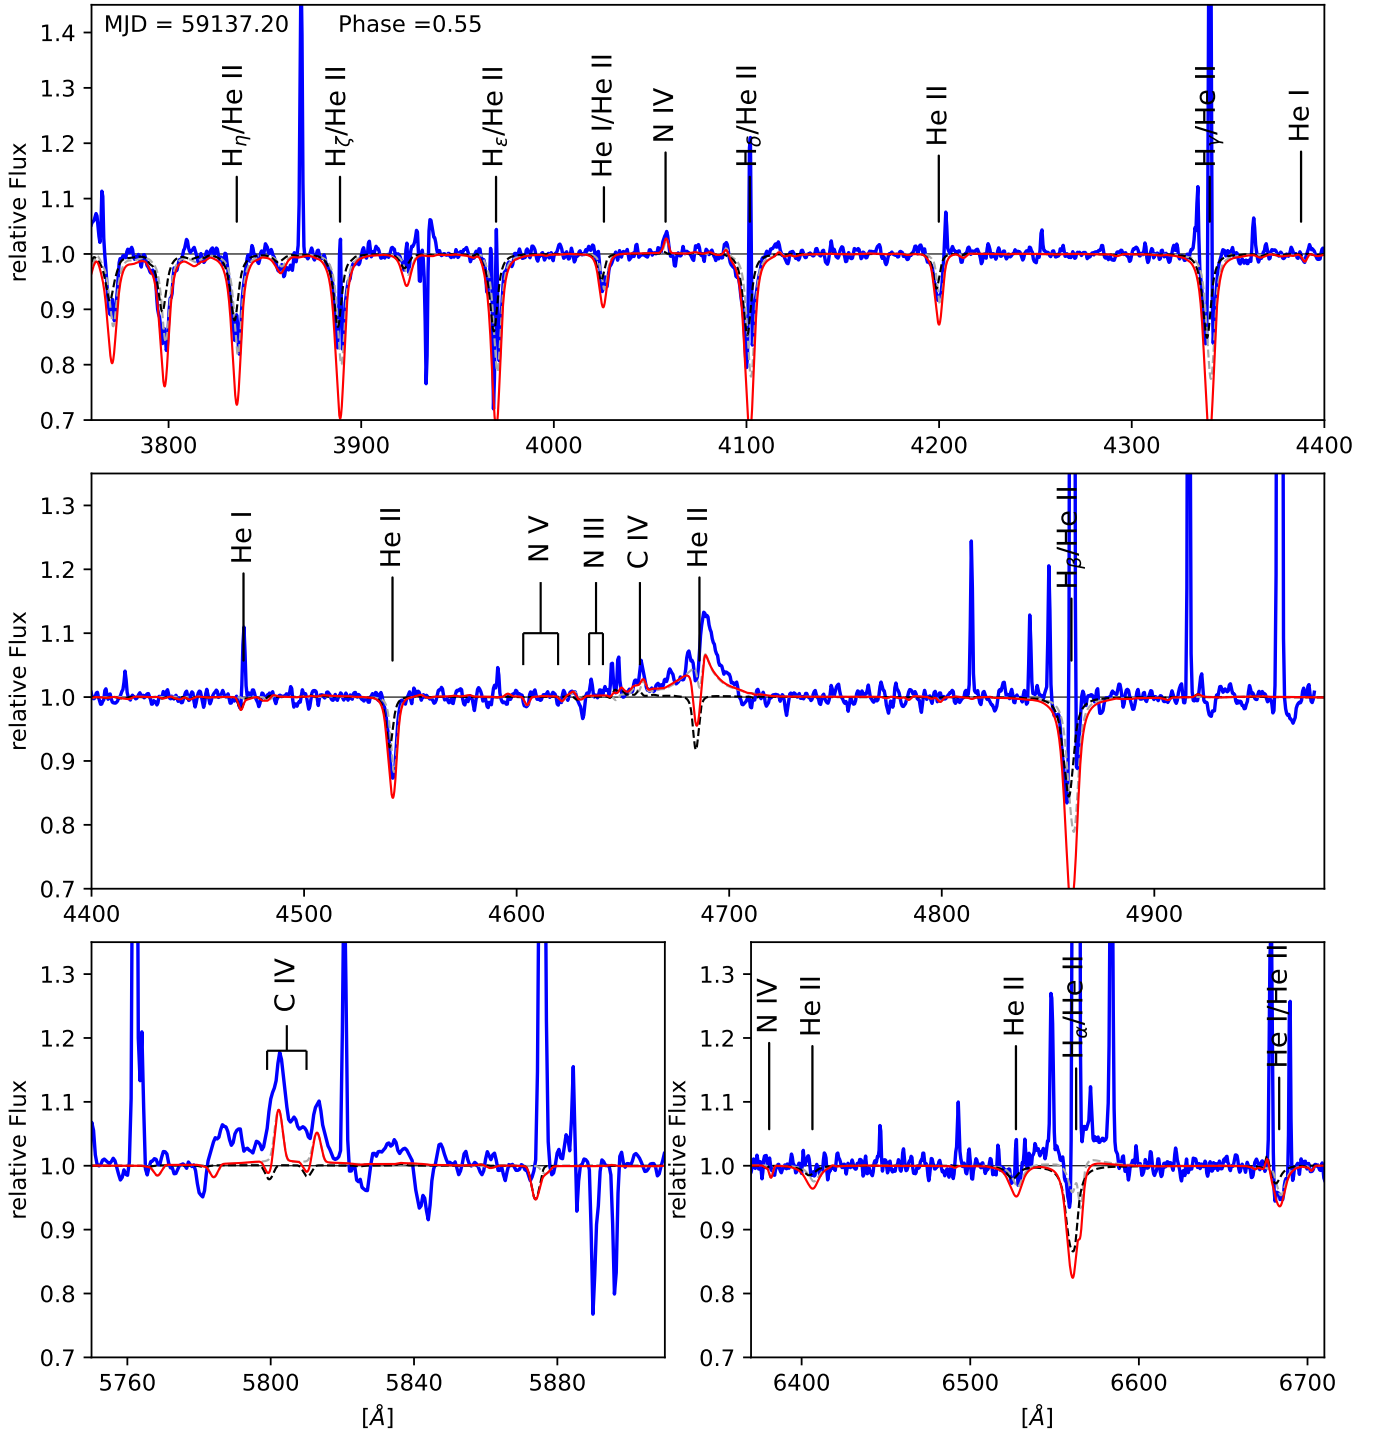 MJD = 59137.20 Phase =0.55
relative Flux
1.4
1.3
1.2
1.1
1.0
0.9
0.8
0.7
Hη/He II
Hζ/He II
Hε/He II
He I/He II
N IV
Hδ/He II
He II
Hγ/He II
He I
3800 3900 4000 4100 4200 4300 4400
relative Flux
1.3
1.2
1.1
1.0
0.9
0.8
0.7
He I
He II
N V
N III
C IV
He II
Hβ/He II
4400 4500 4600 4700 4800 4900
relative Flux
1.3
1.2
1.1
1.0
0.9
0.8
0.7
C IV
5760 5800 5840 5880
[Å]
relative Flux
1.3
1.2
1.1
1.0
0.9
0.8
0.7
N IV
He II
He II
Hα/He II
He I/He II
6400 6500 6600 6700
[Å]